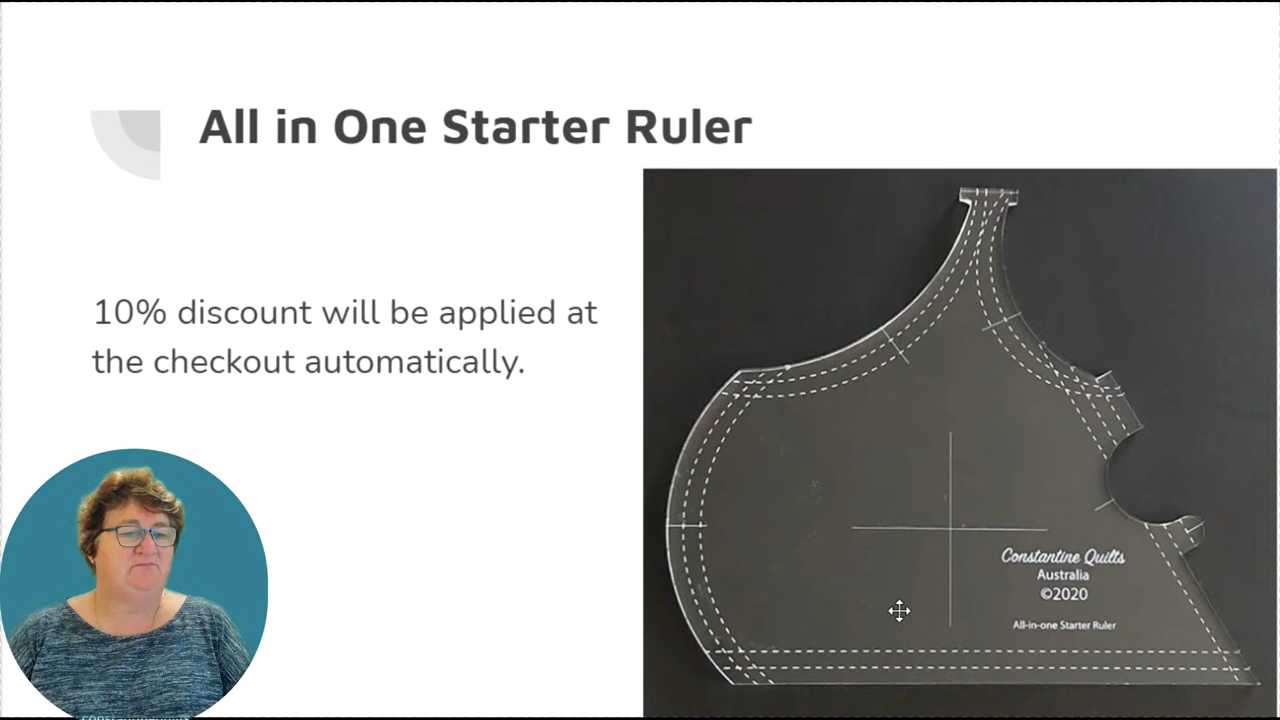 All in One Starter Ruler
10% discount will be applied at
the checkout automatically.
Constantine Quilts
Australia
©2020
All-in-one Starter Ruler